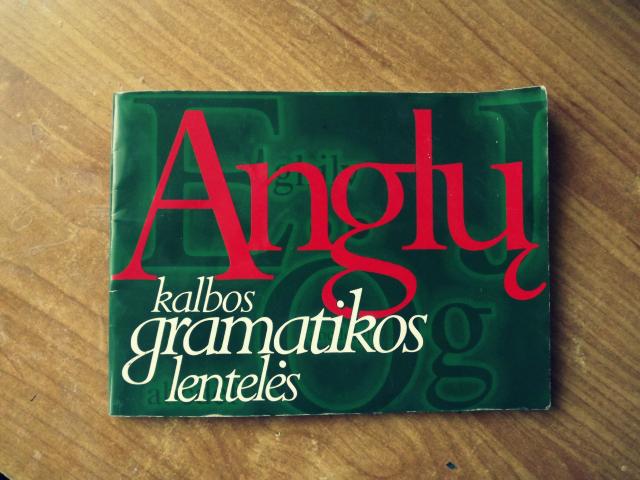 Anglų
kalbos
gramatikos
lentelės